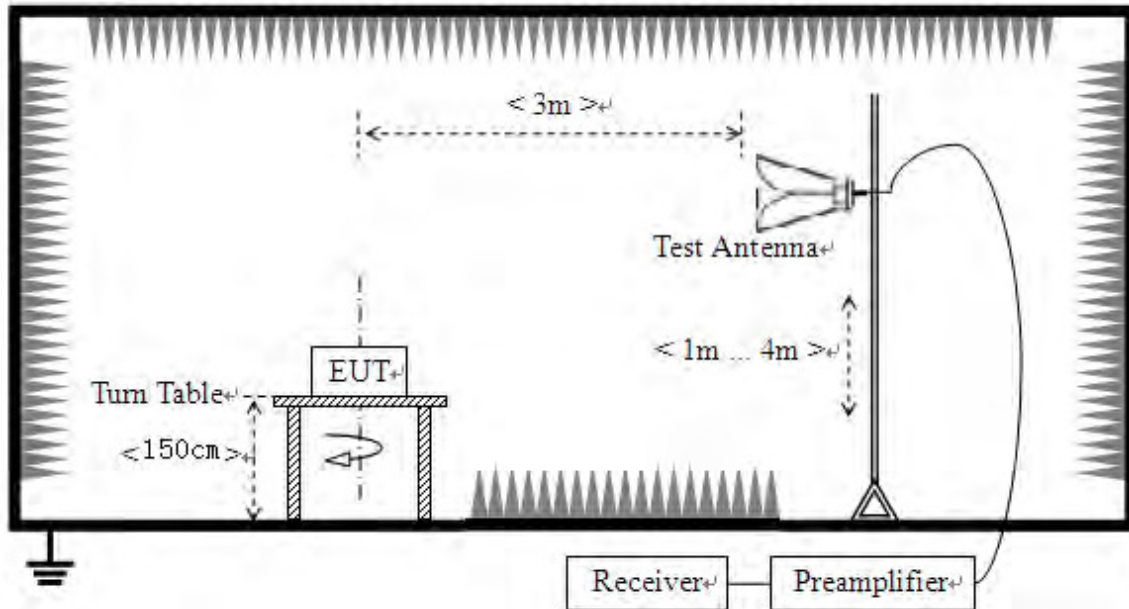 < 3m >
Test Antenna
< 1m ... 4m >
EUT
Turn Table
<150cm>
Receiver
Preamplifier